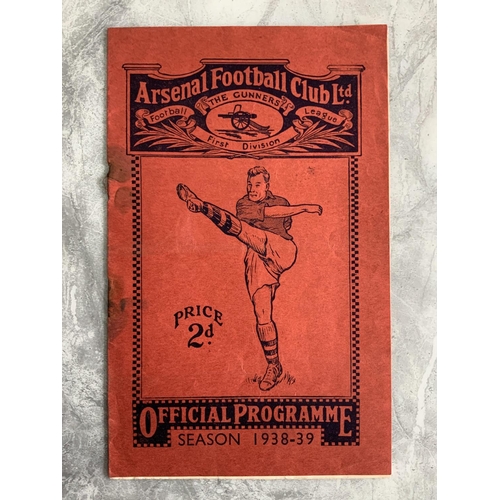 Arsenal Football Club Ltd.
THE GUNNERS
Football League
First Division
PRICE
2d.
OFFICIAL PROGRAMME
SEASON 1938-39